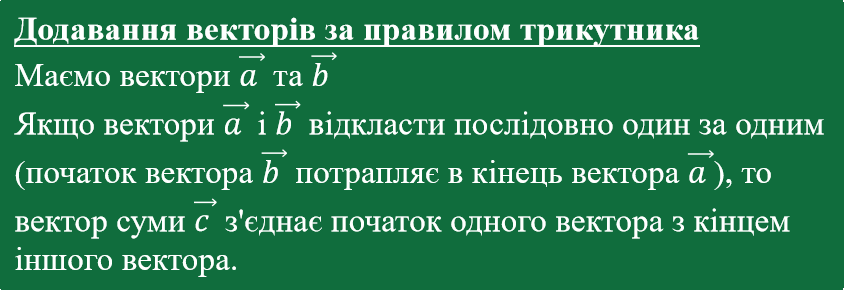 Додавання векторів за правилом трикутника
Маємо вектори a⃗ та b⃗
Якщо вектори a⃗ і b⃗ відкласти послідовно один за одним
(початок вектора b⃗ потрапляє в кінець вектора a⃗), то
вектор суми c⃗ з'єднає початок одного вектора з кінцем
іншого вектора.